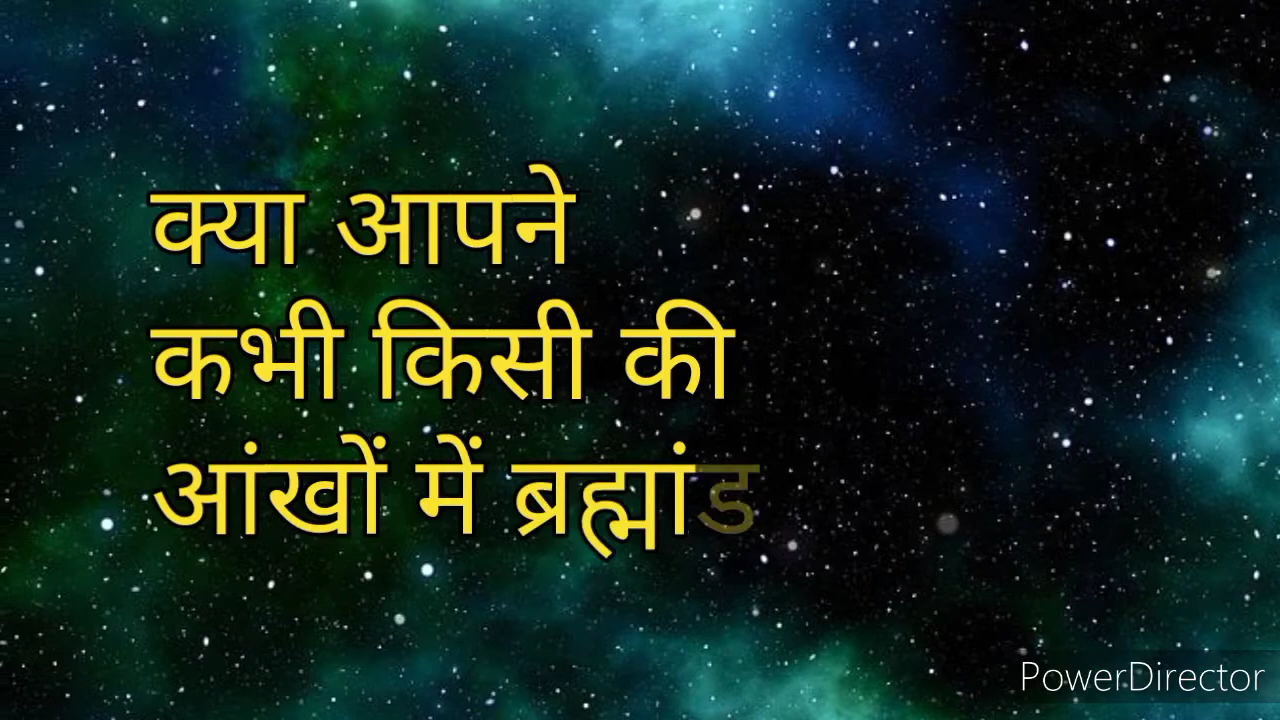 क्या आपने
कभी किसी की
आंखों में ब्रह्मांड
PowerDirector